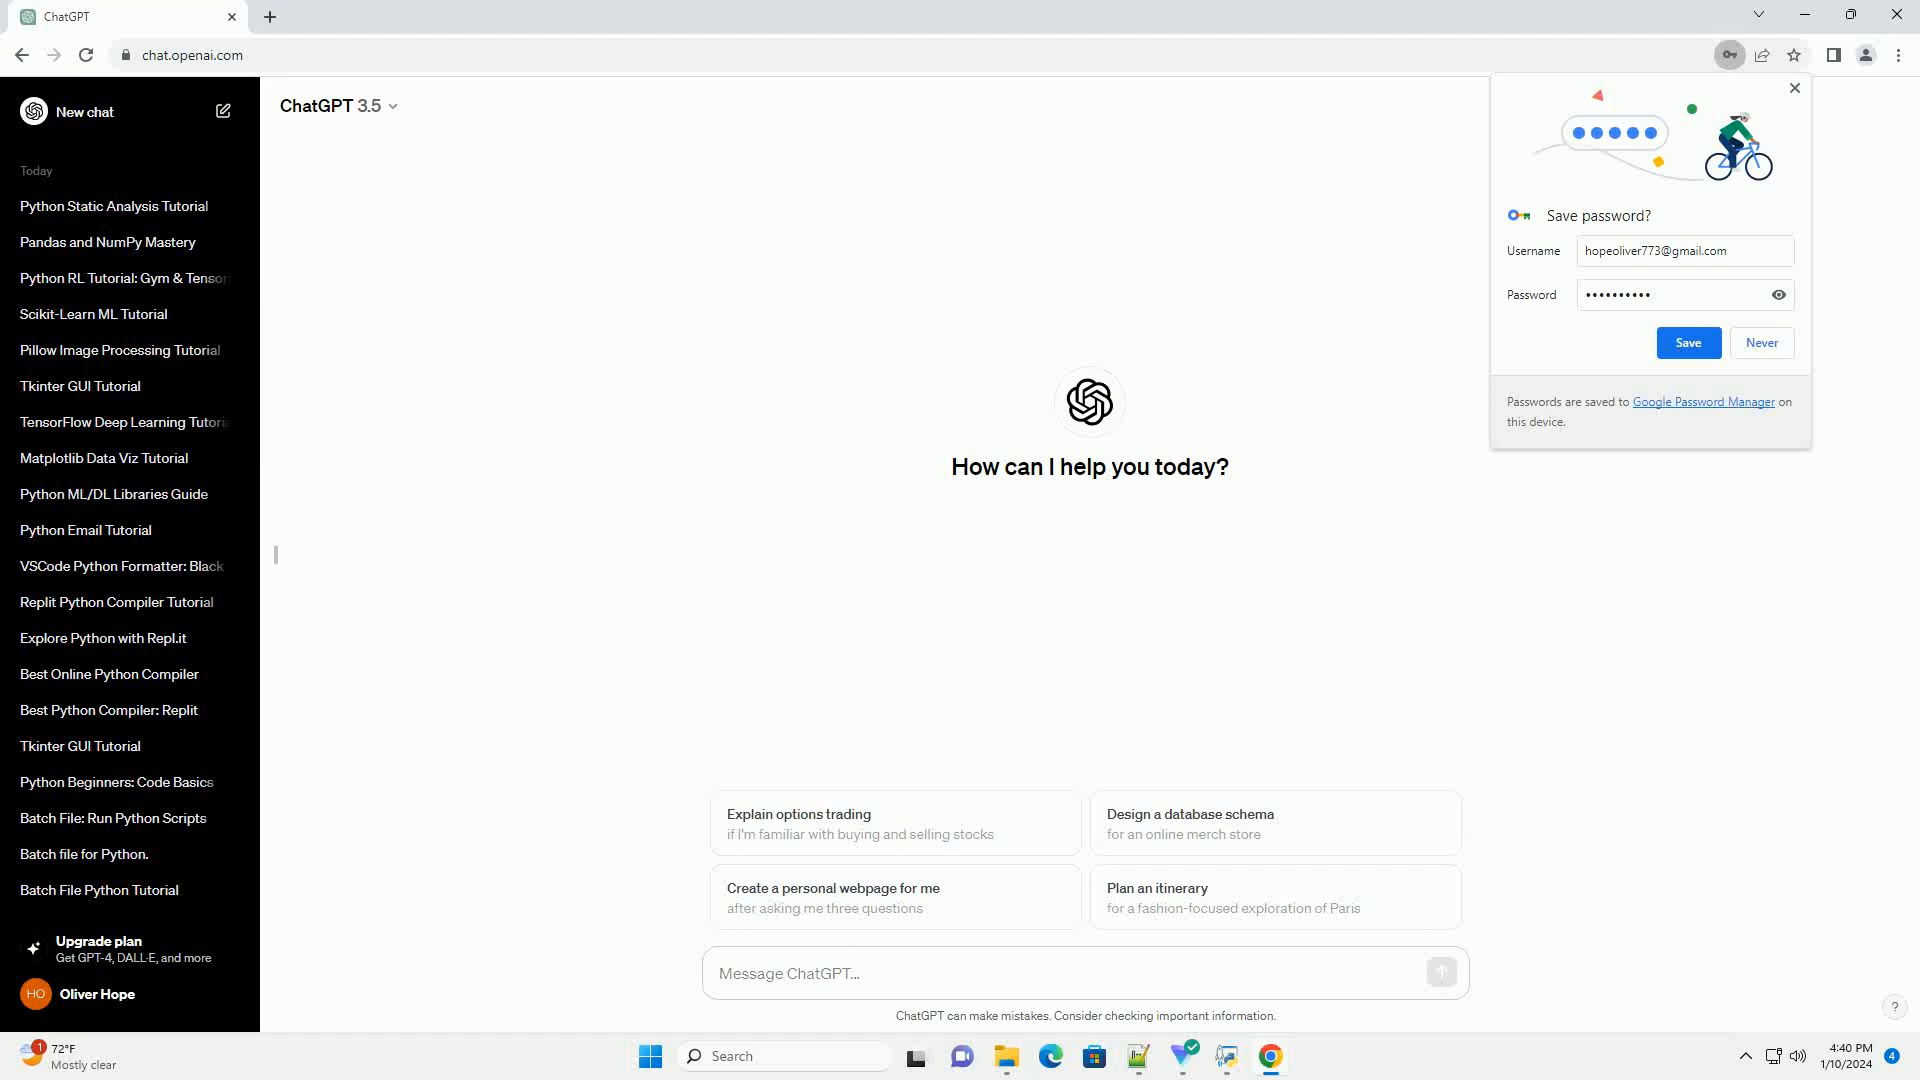 ChatGPT
chat.openai.com
New chat
Today
Python Static Analysis Tutorial
Pandas and NumPy Mastery
Python RL Tutorial: Gym & Tensor
Scikit-Learn ML Tutorial
Pillow Image Processing Tutorial
Tkinter GUI Tutorial
TensorFlow Deep Learning Tutoria
Matplotlib Data Viz Tutorial
Python ML/DL Libraries Guide
Python Email Tutorial
VSCode Python Formatter: Black
Replit Python Compiler Tutorial
Explore Python with Repl.it
Best Online Python Compiler
Best Python Compiler: Replit
Tkinter GUI Tutorial
Python Beginners: Code Basics
Batch File: Run Python Scripts
Batch file for Python.
Batch File Python Tutorial
Upgrade plan
Get GPT-4, DALL·E, and more
HO Oliver Hope
ChatGPT 3.5
How can I help you today?
Explain options trading
if I'm familiar with buying and selling stocks
Design a database schema
for an online merch store
Create a personal webpage for me
after asking me three questions
Plan an itinerary
for a fashion-focused exploration of Paris
Message ChatGPT...
ChatGPT can make mistakes. Consider checking important information.
?
Save password?
Username hopeoliver773@gmail.com
Password ••••••••••
Save Never
Passwords are saved to Google Password Manager on
this device.
1
72°F
Mostly clear
Search
4:40 PM
1/10/2024
4